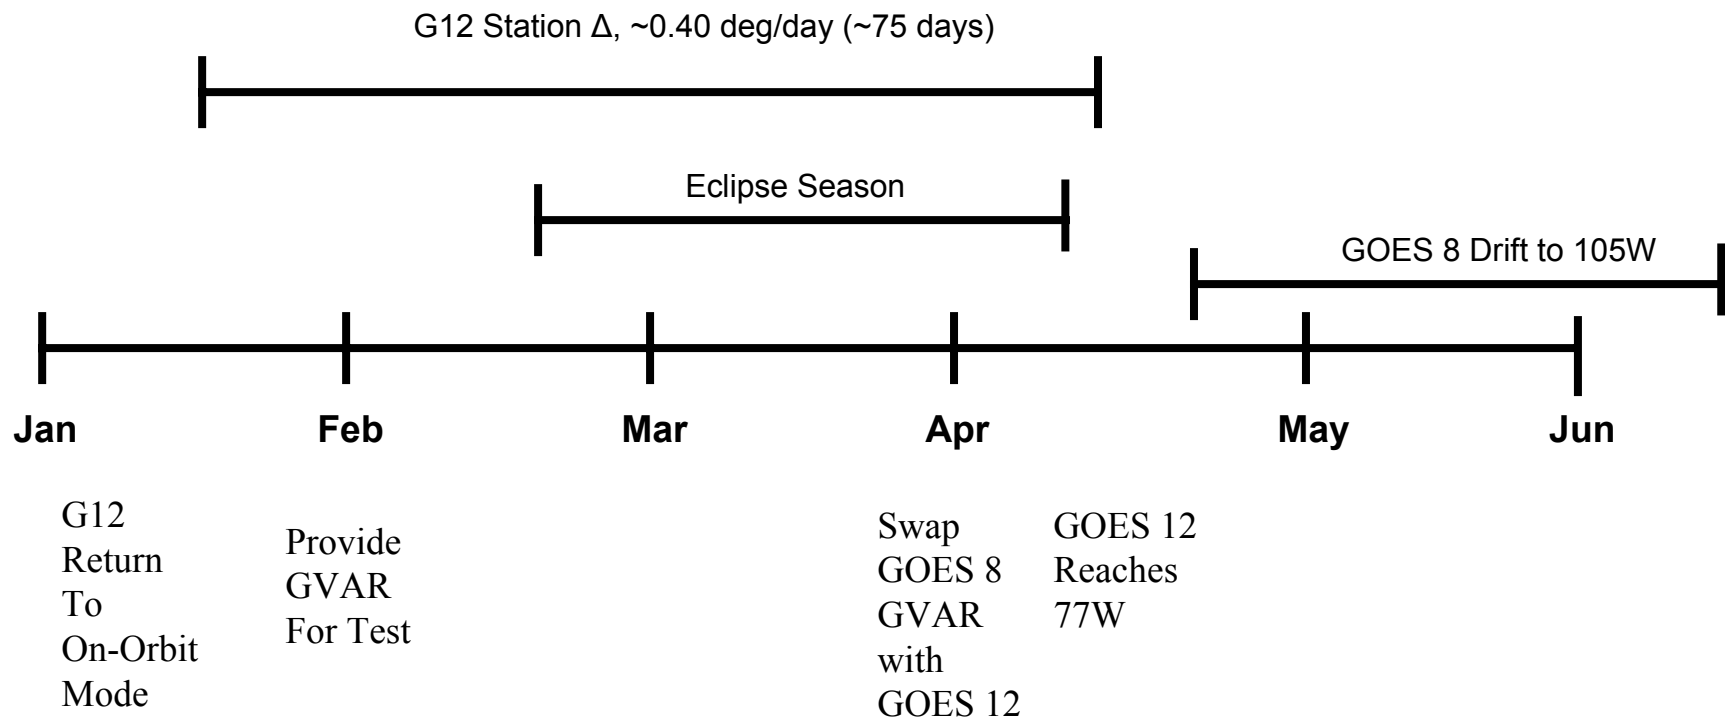 G12 Station Δ, ~0.40 deg/day (~75 days)
Eclipse Season
GOES 8 Drift to 105W
Jan Feb Mar Apr May Jun
G12
Return
To
On-Orbit
Mode
Provide
GVAR
For Test
Swap
GOES 8
GVAR
with
GOES 12
GOES 12
Reaches
77W